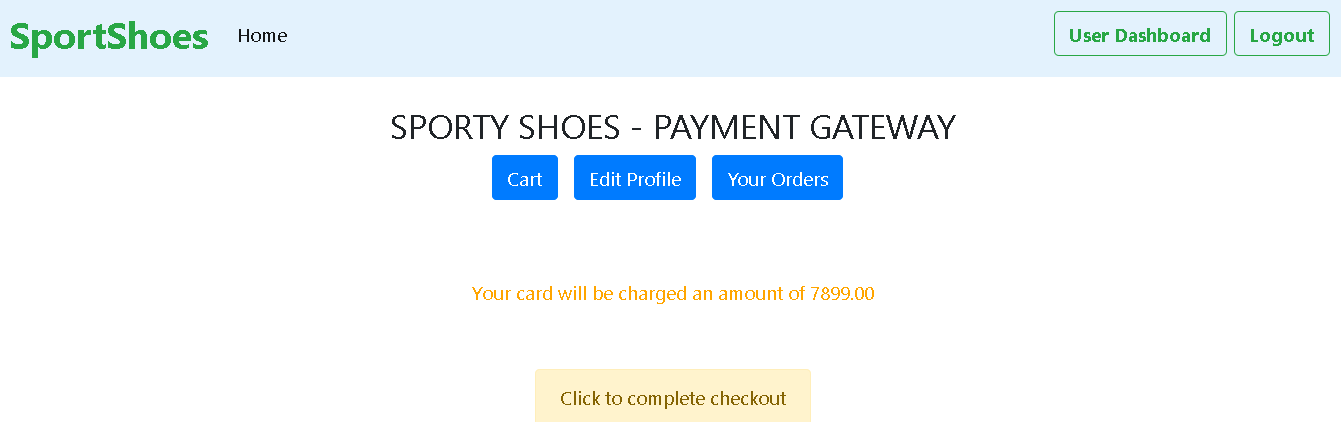 SportShoes Home User Dashboard Logout
SPORTY SHOES - PAYMENT GATEWAY
Cart Edit Profile Your Orders
Your card will be charged an amount of 7899.00
Click to complete checkout